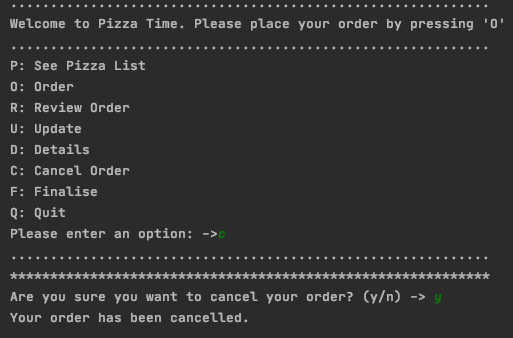 ............................................................
Welcome to Pizza Time. Please place your order by pressing 'O'
............................................................
P: See Pizza List
O: Order
R: Review Order
U: Update
D: Details
C: Cancel Order
F: Finalise
Q: Quit
Please enter an option: ->c
............................................................
************************************************************
Are you sure you want to cancel your order? (y/n) -> y
Your order has been cancelled.